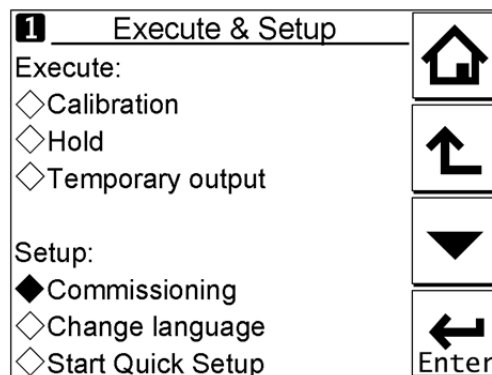 1 Execute & Setup
Execute:
Calibration
Hold
Temporary output
Setup:
Commissioning
Change language
Start Quick Setup
Enter